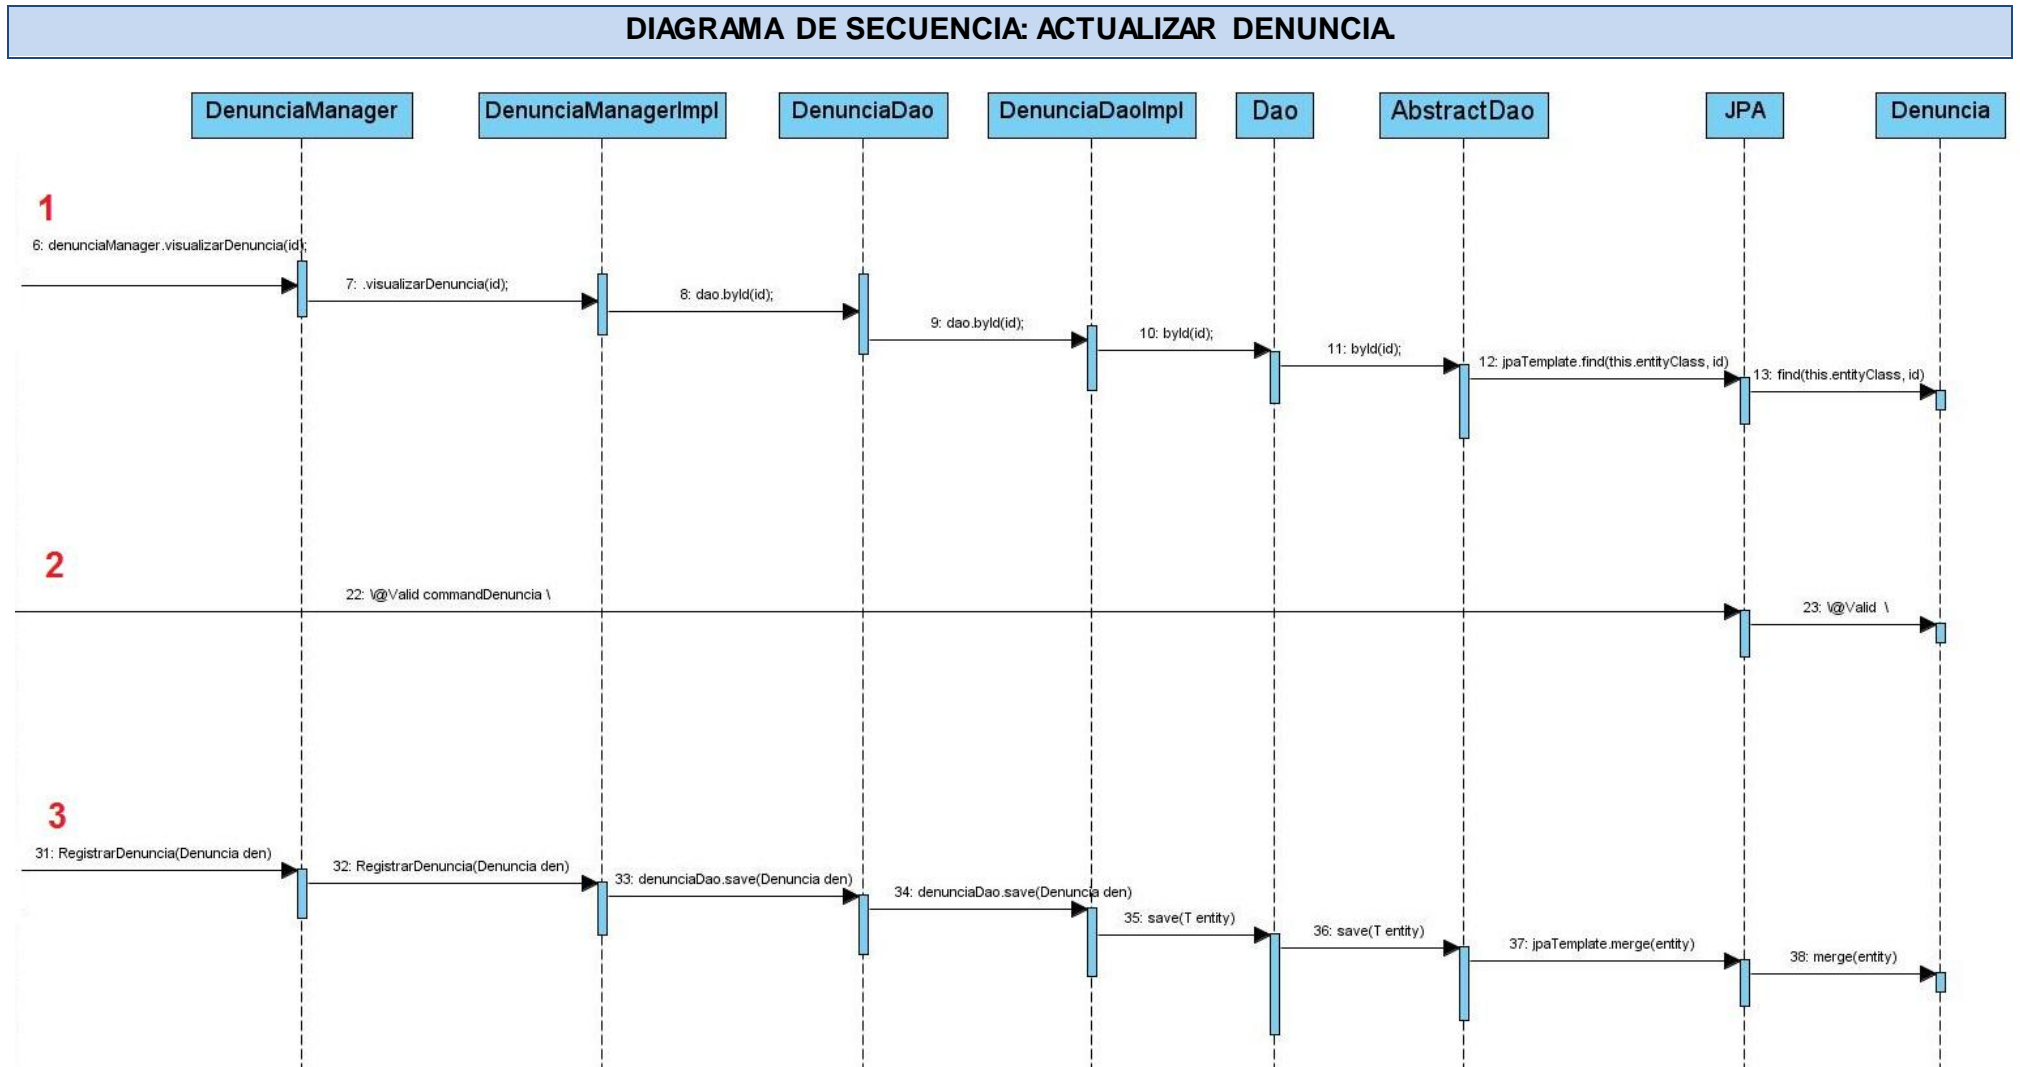 DIAGRAMA DE SECUENCIA: ACTUALIZAR DENUNCIA.
DenunciaManager
DenunciaManagerImpl
DenunciaDao
DenunciaDaoImpl
Dao
AbstractDao
JPA
Denuncia
1
6: denunciaManager.visualizarDenuncia(id);
7: .visualizarDenuncia(id);
8: dao.byId(id);
9: dao.byId(id);
10: byId(id);
11: byId(id);
12: jpaTemplate.find(this.entityClass, id)
13: find(this.entityClass, id)
2
22: \@Valid commandDenuncia \
23: \@Valid \
3
31: RegistrarDenuncia(Denuncia den)
32: RegistrarDenuncia(Denuncia den)
33: denunciaDao.save(Denuncia den)
34: denunciaDao.save(Denuncia den)
35: save(T entity)
36: save(T entity)
37: jpaTemplate.merge(entity)
38: merge(entity)